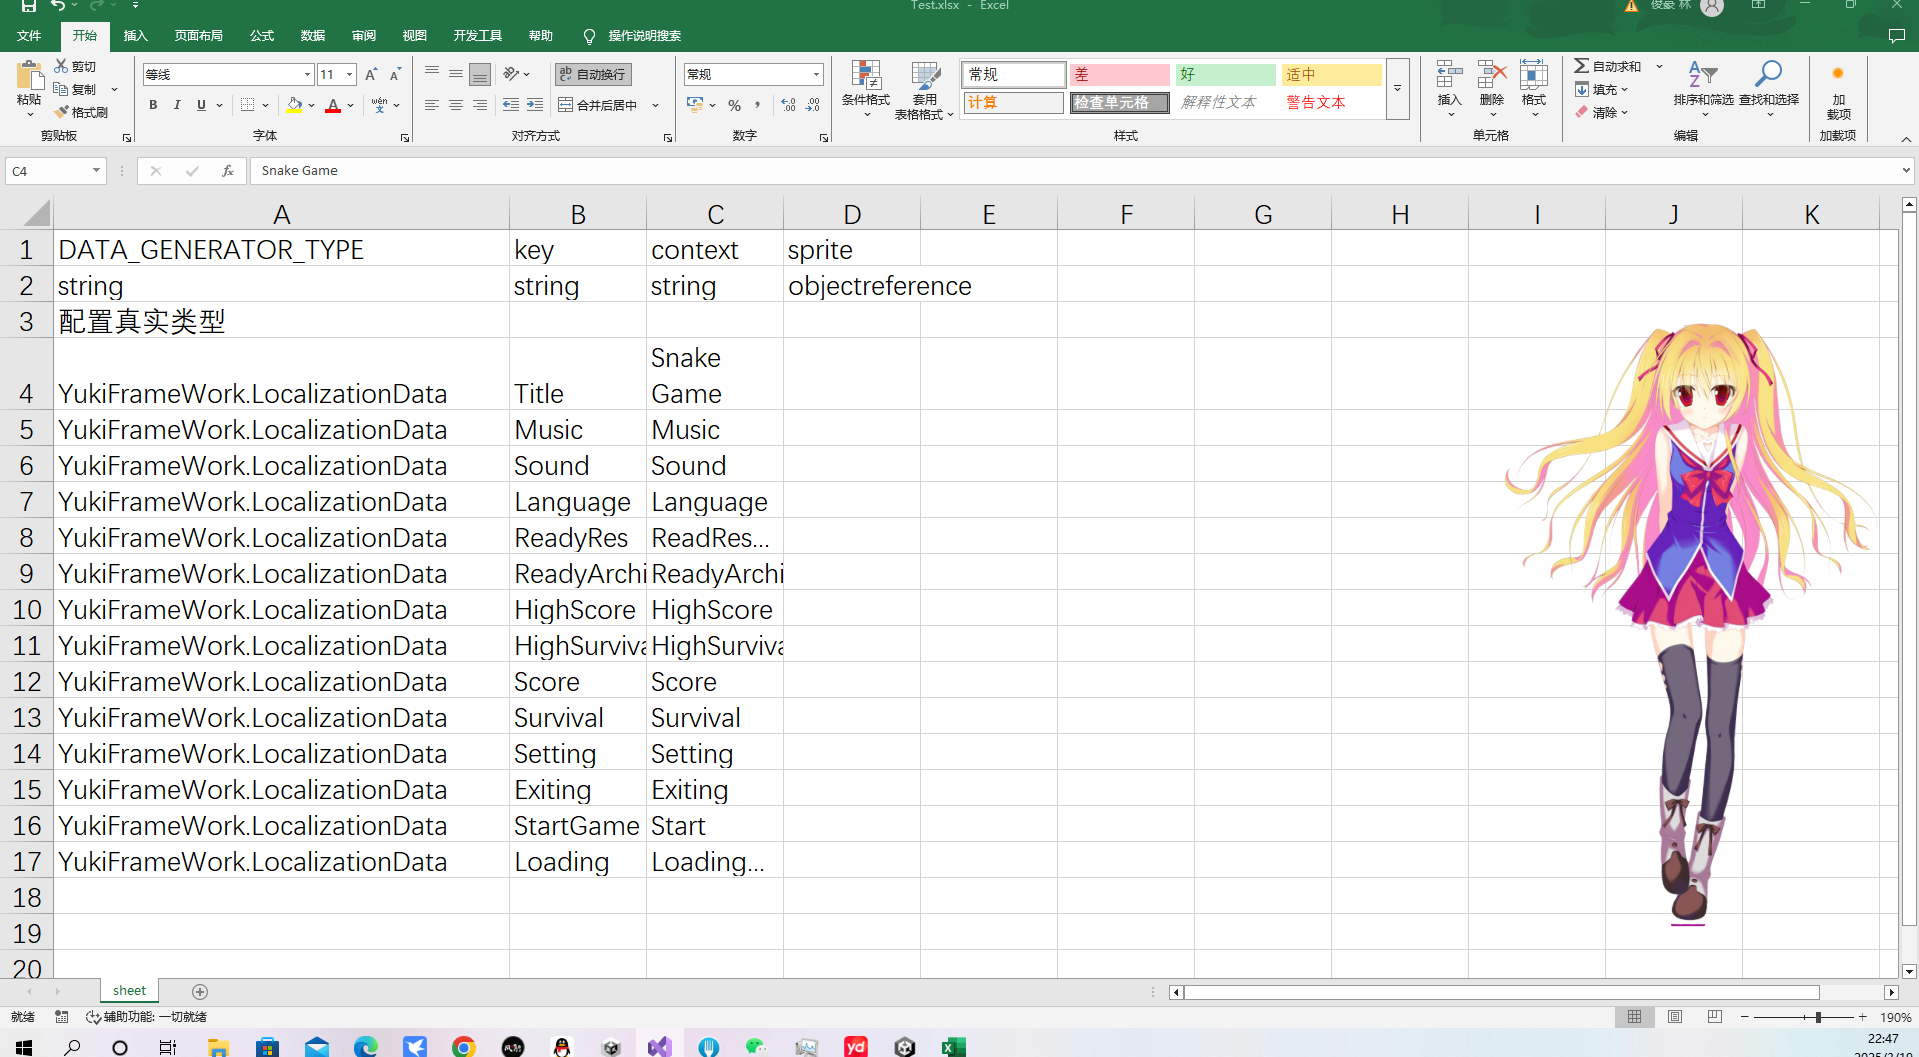 Test.xlsx - Excel
文件 开始 插入 页面布局 公式 数据 审阅 视图 开发工具 帮助 操作说明搜索
粘贴 剪切 复制 格式刷 剪贴板
等线 11 A A B I U A wén 文 字体
ab 自动换行 合并后居中 对齐方式
常规 % 数字
条件格式 套用 表格格式
常规 差 好 适中
计算 检查单元格 解释性文本 警告文本
样式
插入 删除 格式 单元格
自动求和 填充 清除 排序和筛选 查找和选择 编辑
加 载项 加载项
C4 fx Snake Game
A B C D E F G H I J K
1 DATA_GENERATOR_TYPE key context sprite
2 string string string objectreference
3 配置真实类型
4 YukiFrameWork.LocalizationData Title Snake Game
5 YukiFrameWork.LocalizationData Music Music
6 YukiFrameWork.LocalizationData Sound Sound
7 YukiFrameWork.LocalizationData Language Language
8 YukiFrameWork.LocalizationData ReadyRes ReadRes...
9 YukiFrameWork.LocalizationData ReadyArchi ReadyArchi
10 YukiFrameWork.LocalizationData HighScore HighScore
11 YukiFrameWork.LocalizationData HighSurviva HighSurviva
12 YukiFrameWork.LocalizationData Score Score
13 YukiFrameWork.LocalizationData Survival Survival
14 YukiFrameWork.LocalizationData Setting Setting
15 YukiFrameWork.LocalizationData Exiting Exiting
16 YukiFrameWork.LocalizationData StartGame Start
17 YukiFrameWork.LocalizationData Loading Loading...
18
19
20
sheet
就绪 辅助功能: 一切就绪 190%
yd
22:47